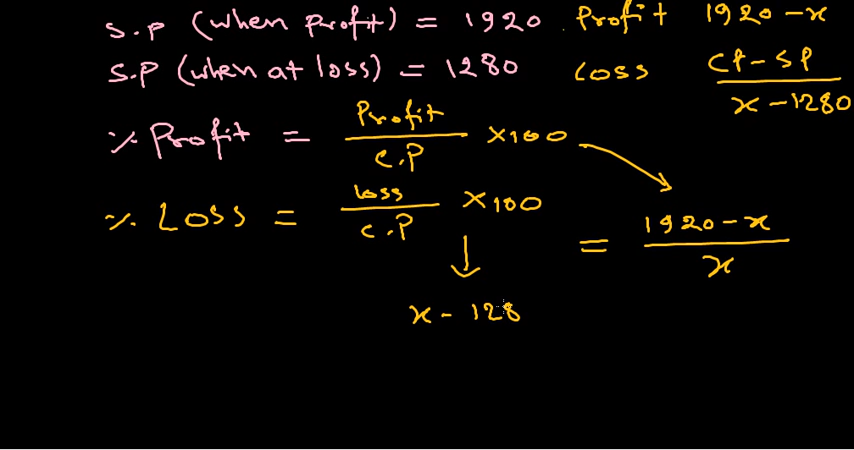 S.P (when profit) = 1920. Profit 1920-x
S.P (when at loss) = 1280 Loss CP-SP
x-1280
% Profit = Profit
C.P ×100
% Loss = loss
C.P ×100
= 1920-x
x
x-128